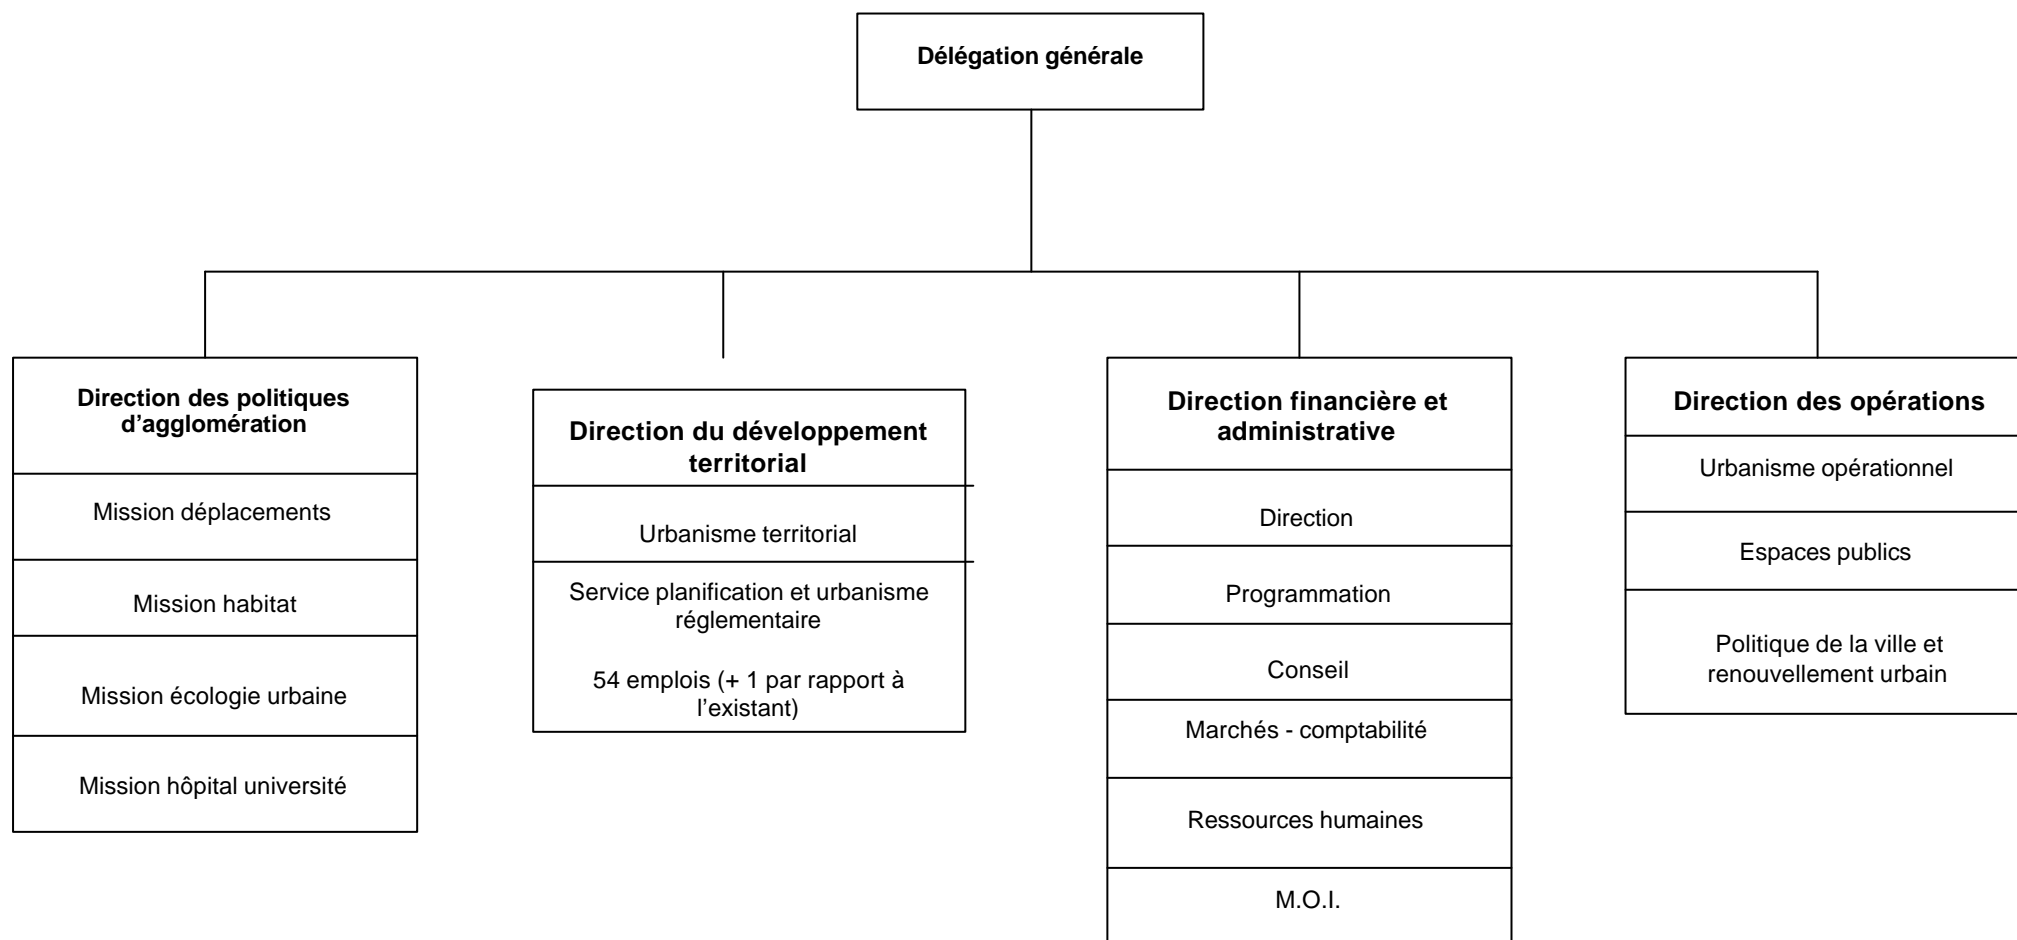 Délégation générale
Direction des politiques
d’agglomération
Mission déplacements
Mission habitat
Mission écologie urbaine
Mission hôpital université
Direction du développement
territorial
Urbanisme territorial
Service planification et urbanisme
réglementaire
54 emplois (+ 1 par rapport à
l’existant)
Direction financière et
administrative
Direction
Programmation
Conseil
Marchés - comptabilité
Ressources humaines
M.O.I.
Direction des opérations
Urbanisme opérationnel
Espaces publics
Politique de la ville et
renouvellement urbain